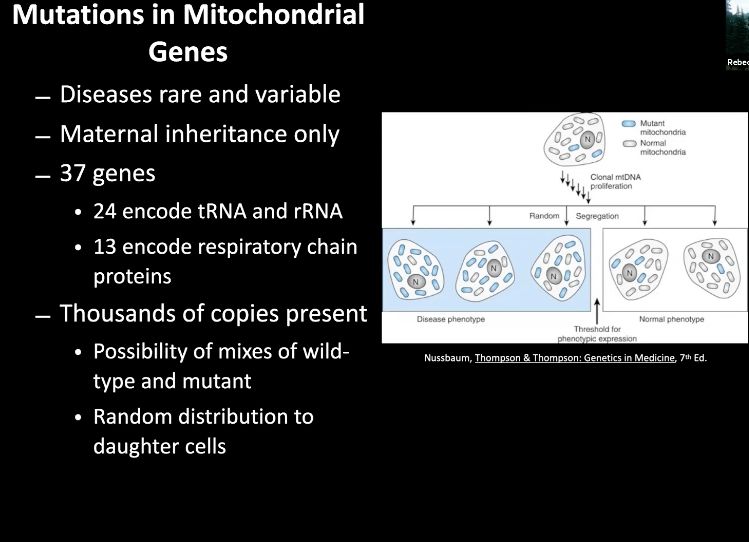 Mutations in Mitochondrial
Genes
– Diseases rare and variable
– Maternal inheritance only
– 37 genes
• 24 encode tRNA and rRNA
• 13 encode respiratory chain
proteins
– Thousands of copies present
• Possibility of mixes of wild-
type and mutant
• Random distribution to
daughter cells
Rebec
N
Mutant
mitochondria
Normal
mitochondria
Clonal mtDNA
proliferation
Random Segregation
N
N
N
N
N
Disease phenotype
Threshold for
phenotypic expression
Normal phenotype
Nussbaum, Thompson & Thompson: Genetics in Medicine, 7th Ed.